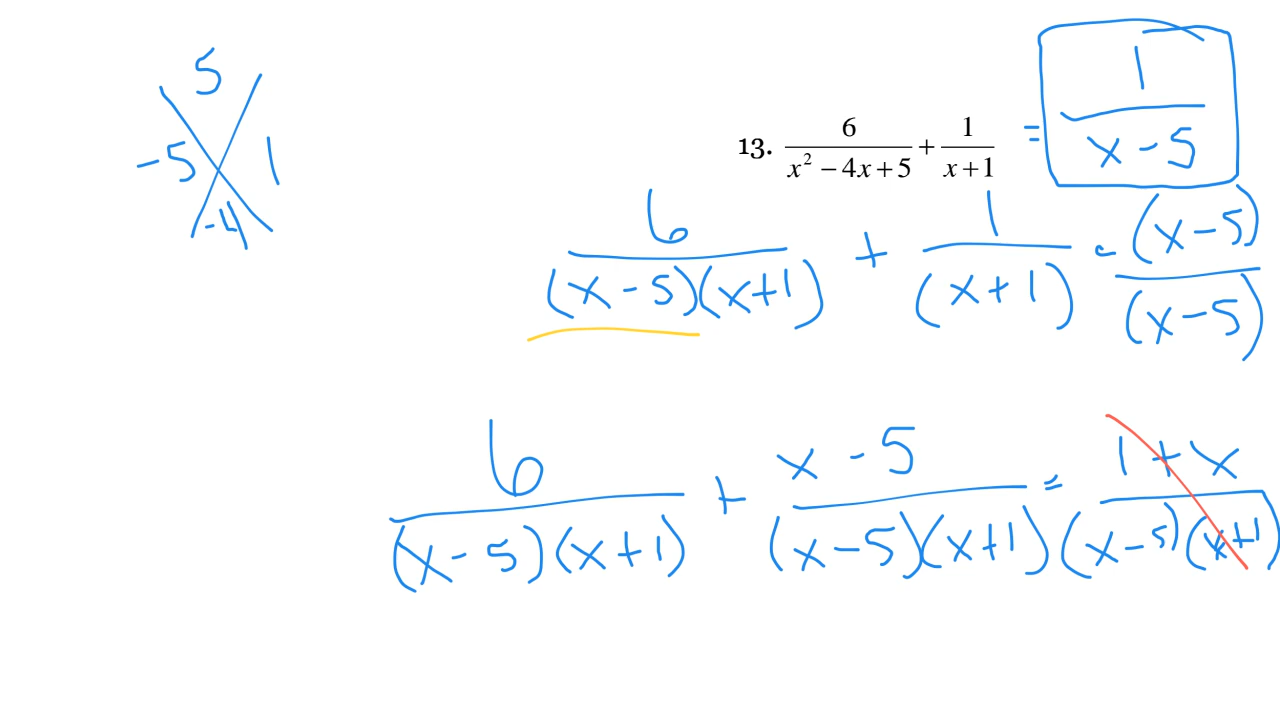 5
-5 1
-4
13. 6/(x² − 4x + 5) + 1/(x + 1) = 1/(x - 5)
6/((x - 5)(x + 1)) + 1/(x + 1) - (x - 5)/(x - 5)
6/((x - 5)(x + 1)) + (x - 5)/((x - 5)(x + 1)) = (1 + x)/((x - 5)(x + 1))